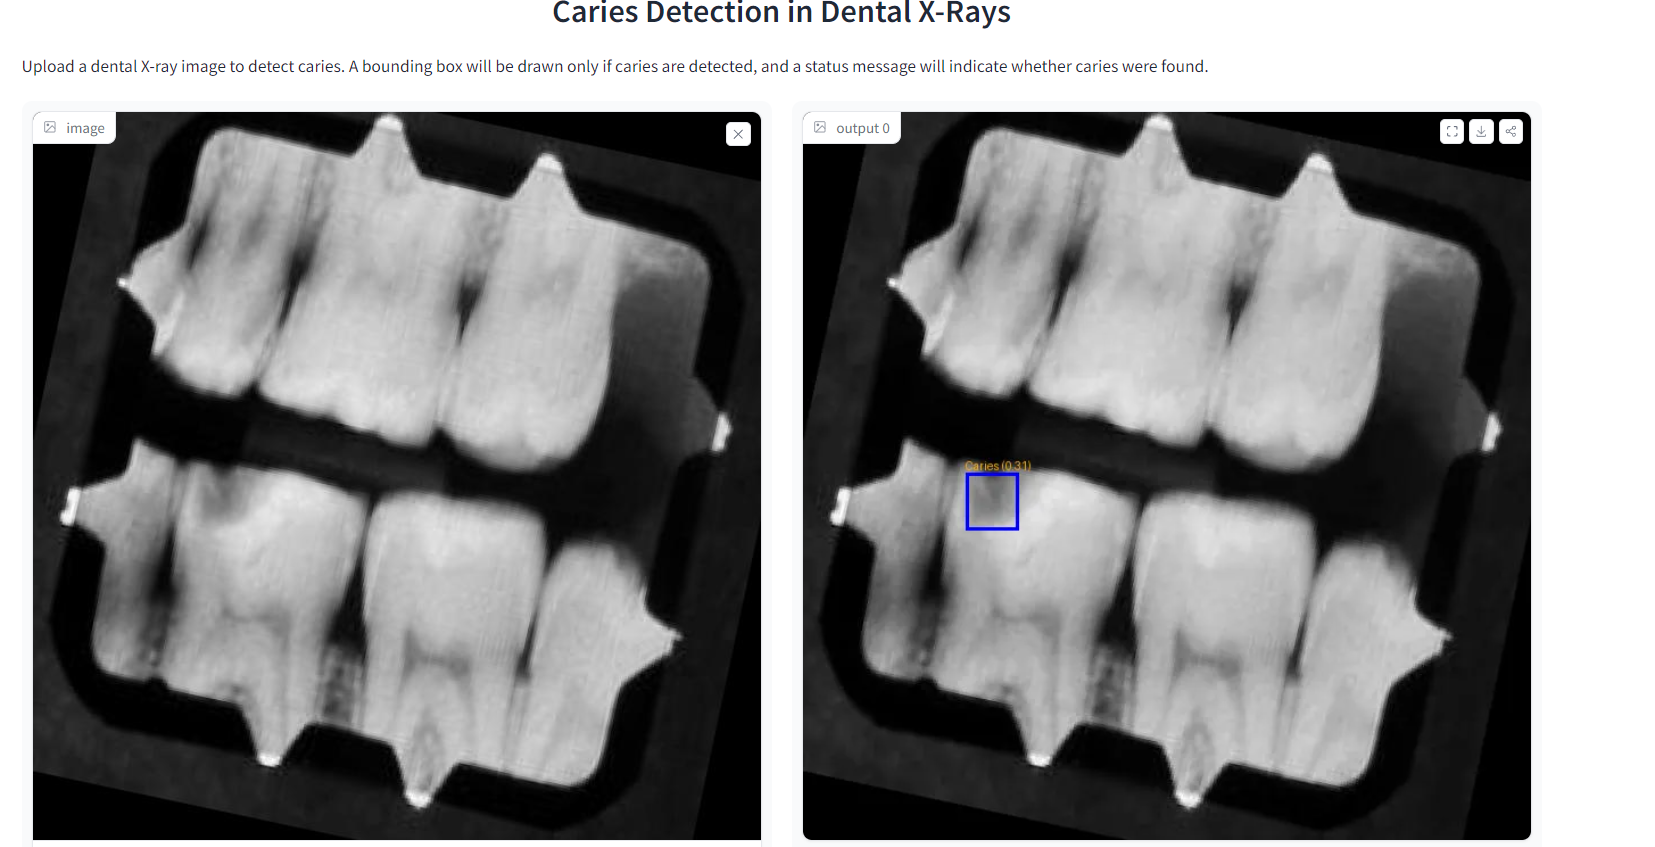 Caries Detection in Dental X-Rays
Upload a dental X-ray image to detect caries. A bounding box will be drawn only if caries are detected, and a status message will indicate whether caries were found.
image
output 0
Caries (0.31)